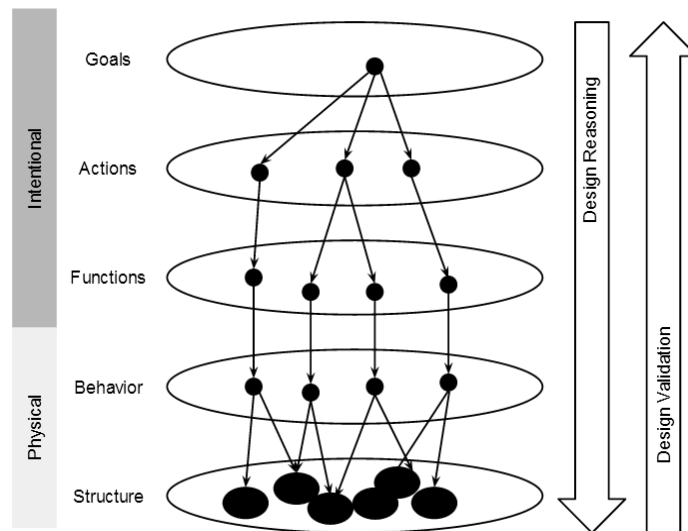 Goals
Actions
Functions
Behavior
Structure
Intentional
Physical
Design Reasoning
Design Validation